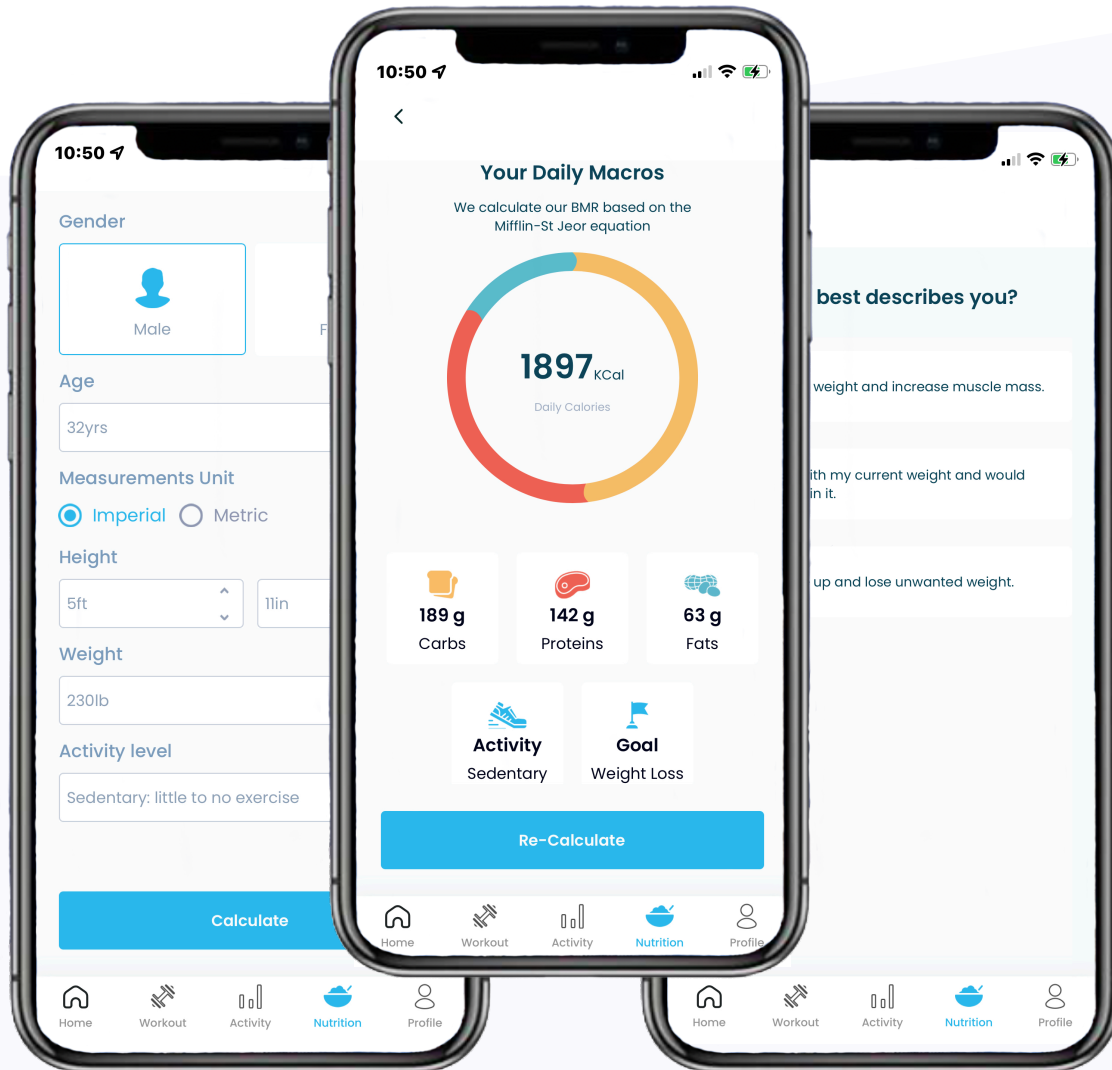 10:50
Gender
Male
F
Age
32yrs
Measurements Unit
Imperial
Metric
Height
5ft
11in
Weight
230lb
Activity level
Sedentary: little to no exercise
Calculate
Home
Workout
Activity
Nutrition
Profile
10:50
Your Daily Macros
We calculate our BMR based on the
Mifflin-St Jeor equation
1897 KCal
Daily Calories
189 g
Carbs
142 g
Proteins
63 g
Fats
Activity
Sedentary
Goal
Weight Loss
Re-Calculate
Home
Workout
Activity
Nutrition
Profile
best describes you?
weight and increase muscle mass.
ith my current weight and would
in it.
up and lose unwanted weight.
Home
Workout
Activity
Nutrition
Profile